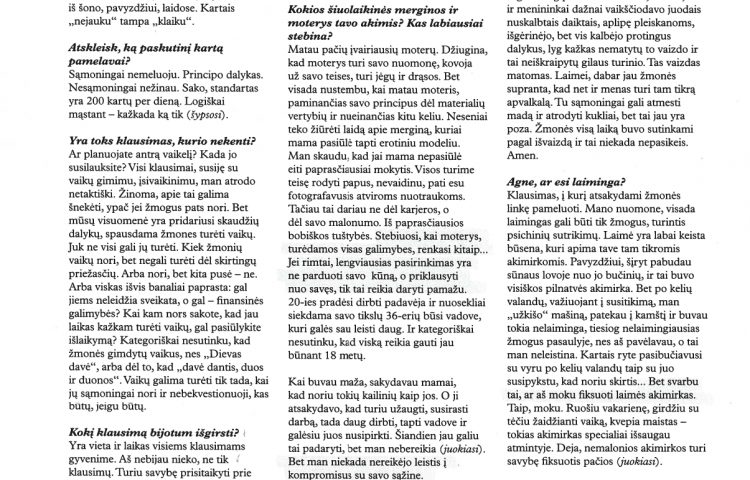 iš šono, pavyzdžiui, laidose. Kartais
„nejauku“ tampa „klaiku“.
Atskleisk, ką paskutinį kartą
pamelavai?
Sąmoningai nemeluoju. Principo dalykas.
Nesąmoningai nežinau. Sako, standartas
yra 200 kartų per dieną. Logiškai
mąstant – kažkada ką tik (šypsosi).
Yra toks klausimas, kurio nekenti?
Ar planuojate antrą vaikelį? Kada jo
susilauksite? Visi klausimai, susiję su
vaikų gimimu, įsivaikinimu, man atrodo
netaktiški. Žinoma, apie tai galima
šnekėti, ypač jei žmogus pats nori. Bet
mūsų visuomenė yra pridariusi skaudžių
dalykų, spausdama žmones turėti vaikų.
Juk ne visi gali jų turėti. Kiek žmonių
vaikų nori, bet negali turėti dėl skirtingų
priežasčių. Arba nori, bet kita pusė – ne.
Arba viskas išvis banaliai paprasta: gal
jiems neleidžia sveikata, o gal – finansinės
galimybės? Kai kam nors sakote, kad jau
laikas kažkam turėti vaikų, gal pasiūlykite
išlaikymą? Kategoriškai nesutinku, kad
žmonės gimdytų vaikus, nes „Dievas
davė“, arba dėl to, kad „davė dantis, duos
ir duonos“. Vaikų galima turėti tik tada, kai
jų sąmoningai nori ir nebekvestionuoji, kas
būtų, jeigu būtų.
Kokį klausimą bijotum išgirsti?
Yra vieta ir laikas visiems klausimams
gyvenime. Aš nebijau nieko, ne tik
klausimų. Turiu savybę prisitaikyti prie
Kokios šiuolaikinės merginos ir
moterys tavo akimis? Kas labiausiai
stebina?
Matau pačių įvairiausių moterų. Džiugina,
kad moterys turi savo nuomonę, kovoja
už savo teises, turi jėgų ir drąsos. Bet
visada nustembu, kai matau moteris,
paminančias savo principus dėl materialių
vertybių ir nueinančias kitu keliu. Neseniai
teko žiūrėti laidą apie merginą, kuriai
mama pasiūlė tapti erotiniu modeliu.
Man skaudu, kad jai mama nepasiūlė
eiti paprasčiausiai mokytis. Visos turime
teisę rodyti papus, nevaidinu, pati esu
fotografavusis atviroms nuotraukoms.
Tačiau tai dariau ne dėl karjeros, o
dėl savo malonumo. Iš paprasčiausios
bobiškos tuštybės. Stebiuosi, kai moterys,
turėdamos visas galimybes, renkasi kitaip...
Jei rimtai, lengviausias pasirinkimas yra
ne parduoti savo kūną, o priklausyti
nuo savęs, tik tai reikia daryti pamažu.
20-ies pradėsi dirbti padavėja ir nuosekliai
siekdama savo tikslų 36-erių būsi vadove,
kuri galės sau leisti daug. Ir kategoriškai
nesutinku, kad viską reikia gauti jau
būnant 18 metų.
Kai buvau maža, sakydavau mamai,
kad noriu tokių kailinių kaip jos. O ji
atsakydavo, kad turiu užaugti, susirasti
darbą, tada daug dirbti, tapti vadove ir
galėsiu juos nusipirkti. Šiandien jau galiu
tai padaryti, bet man nebereikia (juokiasi).
Bet man niekada nereikėjo leistis į
kompromisus su savo sąžine.
ir menininkai dažnai vaikščiodavo juodais
nuskalbtais daiktais, aplipę pleiskanoms,
išgėrinėjo, bet vis kalbėjo protingus
dalykus, lyg kažkas nematytų to vaizdo ir
tai neiškraipytų gilaus turinio. Tas vaizdas
matomas. Laimei, dabar jau žmonės
supranta, kad net ir menas turi tam tikrą
apvalkalą. Tu sąmoningai gali atmesti
madą ir atrodyti kukliai, bet tai jau yra
poza. Žmonės visą laiką buvo sutinkami
pagal išvaizdą ir tai niekada nepasikeis.
Amen.
Agne, ar esi laiminga?
Klausimas, į kurį atsakydami žmonės
linkę pameluoti. Mano nuomone, visada
laimingas gali būti tik žmogus, turintis
psichinių sutrikimų. Laimė yra labai keista
būsena, kuri apima tave tam tikromis
akimirkomis. Pavyzdžiui, šįryt pabudau
sūnaus lovoje nuo jo bučinių, ir tai buvo
visiškos pilnatvės akimirka. Bet po kelių
valandų, važiuojant į susitikimą, man
„užkišo“ mašiną, patekau į kamštį ir buvau
tokia nelaiminga, tiesiog nelaimingiausias
žmogus pasaulyje, nes aš pavėlavau, o tai
man neleistina. Kartais ryte pasibučiavusi
su vyru po kelių valandų taip su juo
susipykstu, kad noriu skirtis... Bet svarbu
tai, ar aš moku fiksuoti laimės akimirkas.
Taip, moku. Ruošiu vakarienę, girdžiu su
tėčiu žaidžianti vaiką, kvepia maistas –
tokias akimirkas specialiai išsaugau
atmintyje. Deja, nemalonios akimirkos turi
savybę fiksuotis pačios (juokiasi).